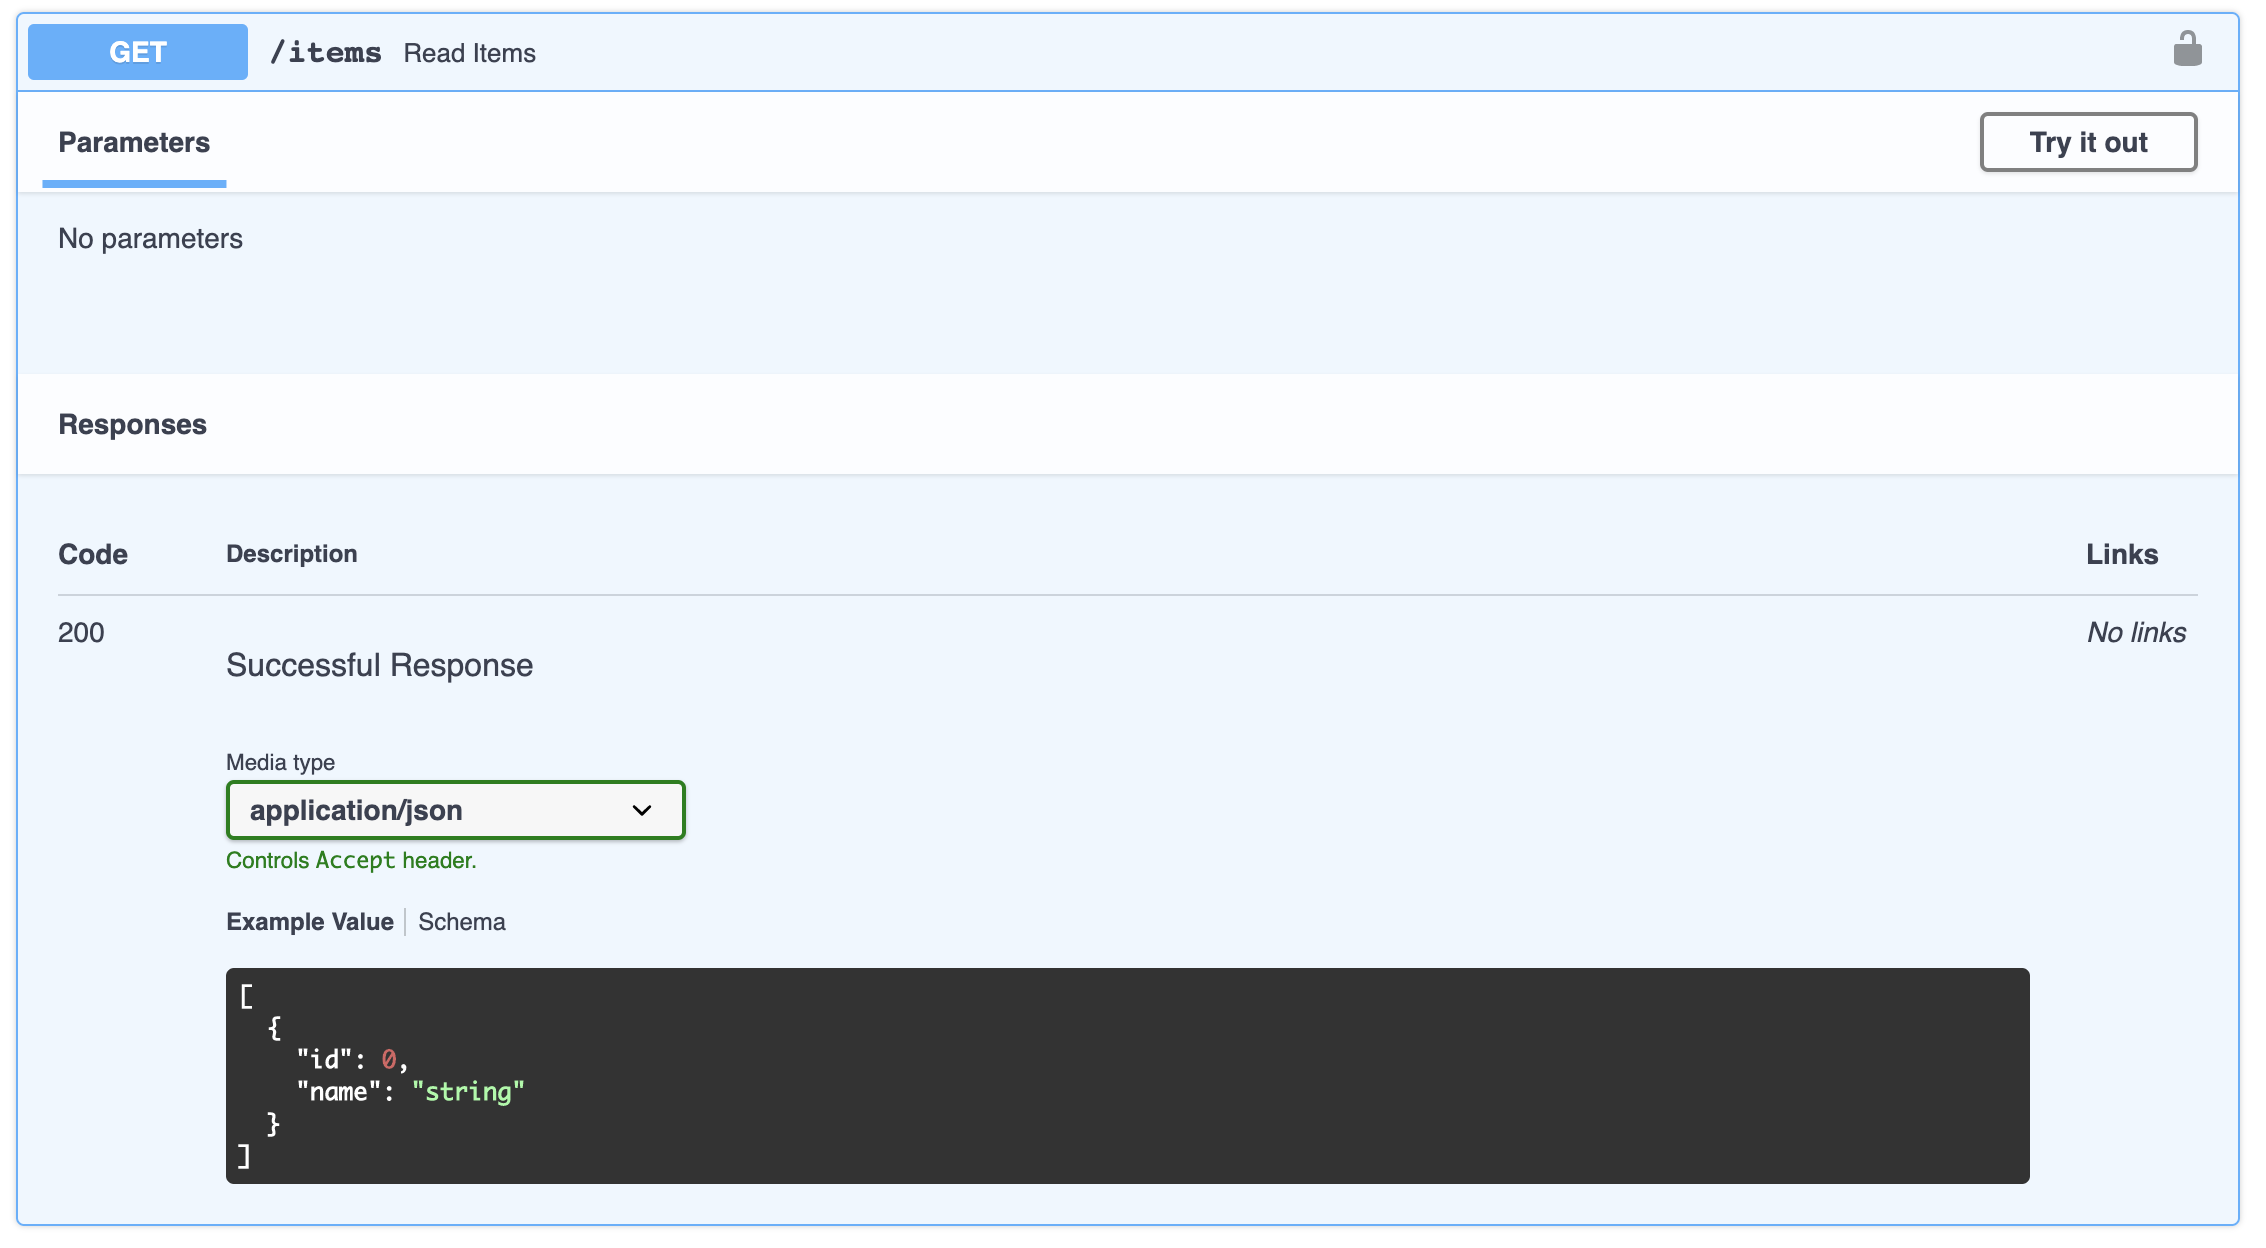 GET /items Read Items
Parameters
Try it out
No parameters
Responses
Code Description Links
200
Successful Response
No links
Media type
application/json
Controls Accept header.
Example Value Schema
[
  {
    "id": 0,
    "name": "string"
  }
]